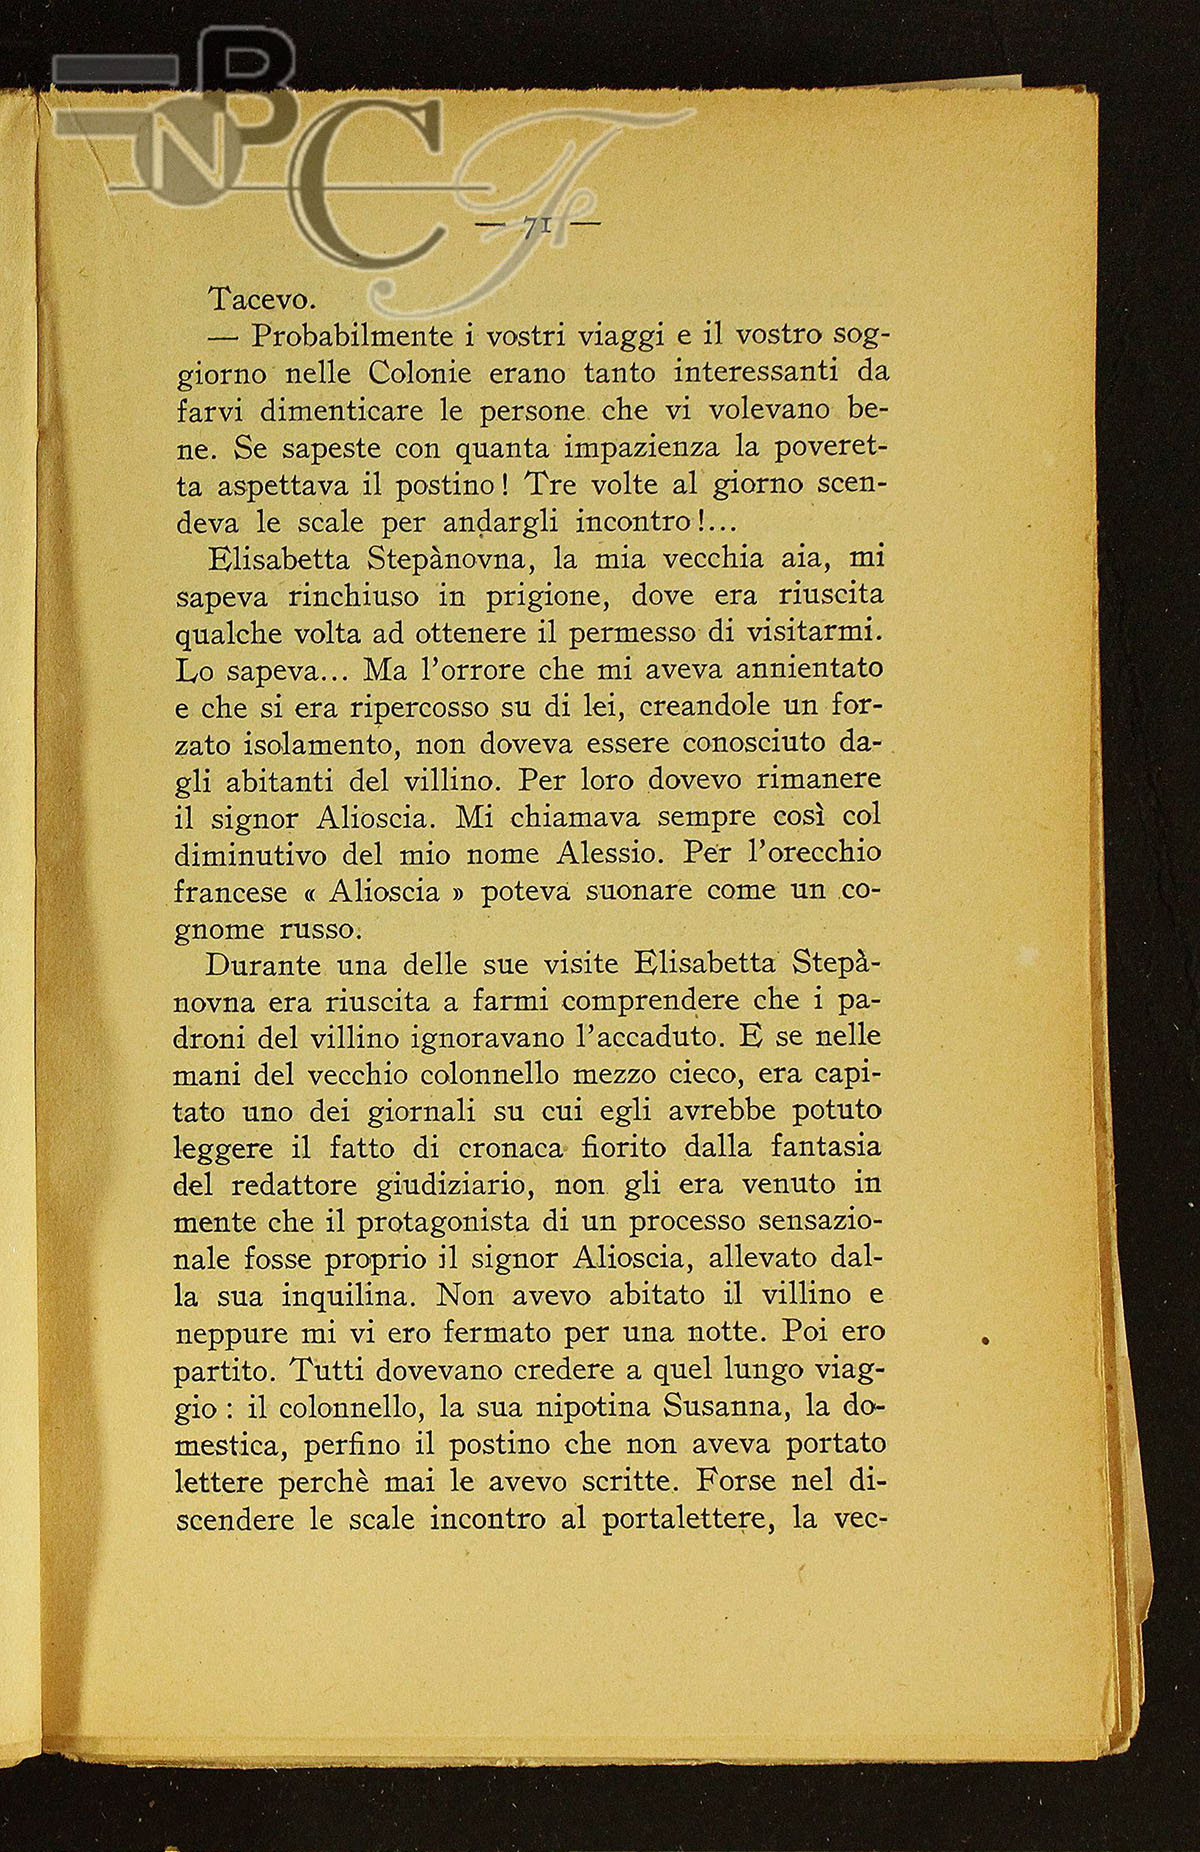 NBCF
— 71 —
Tacevo.
— Probabilmente i vostri viaggi e il vostro sog-
giorno nelle Colonie erano tanto interessanti da
farvi dimenticare le persone che vi volevano be-
ne. Se sapeste con quanta impazienza la poveret-
ta aspettava il postino! Tre volte al giorno scen-
deva le scale per andargli incontro!...
Elisabetta Stepànovna, la mia vecchia aia, mi
sapeva rinchiuso in prigione, dove era riuscita
qualche volta ad ottenere il permesso di visitarmi.
Lo sapeva... Ma l'orrore che mi aveva annientato
e che si era ripercosso su di lei, creandole un for-
zato isolamento, non doveva essere conosciuto da-
gli abitanti del villino. Per loro dovevo rimanere
il signor Alioscia. Mi chiamava sempre così col
diminutivo del mio nome Alessio. Per l'orecchio
francese « Alioscia » poteva suonare come un co-
gnome russo.
Durante una delle sue visite Elisabetta Stepà-
novna era riuscita a farmi comprendere che i pa-
droni del villino ignoravano l'accaduto. E se nelle
mani del vecchio colonnello mezzo cieco, era capi-
tato uno dei giornali su cui egli avrebbe potuto
leggere il fatto di cronaca fiorito dalla fantasia
del redattore giudiziario, non gli era venuto in
mente che il protagonista di un processo sensazio-
nale fosse proprio il signor Alioscia, allevato dal-
la sua inquilina. Non avevo abitato il villino e
neppure mi vi ero fermato per una notte. Poi ero
partito. Tutti dovevano credere a quel lungo viag-
gio : il colonnello, la sua nipotina Susanna, la do-
mestica, perfino il postino che non aveva portato
lettere perchè mai le avevo scritte. Forse nel di-
scendere le scale incontro al portalettere, la vec-